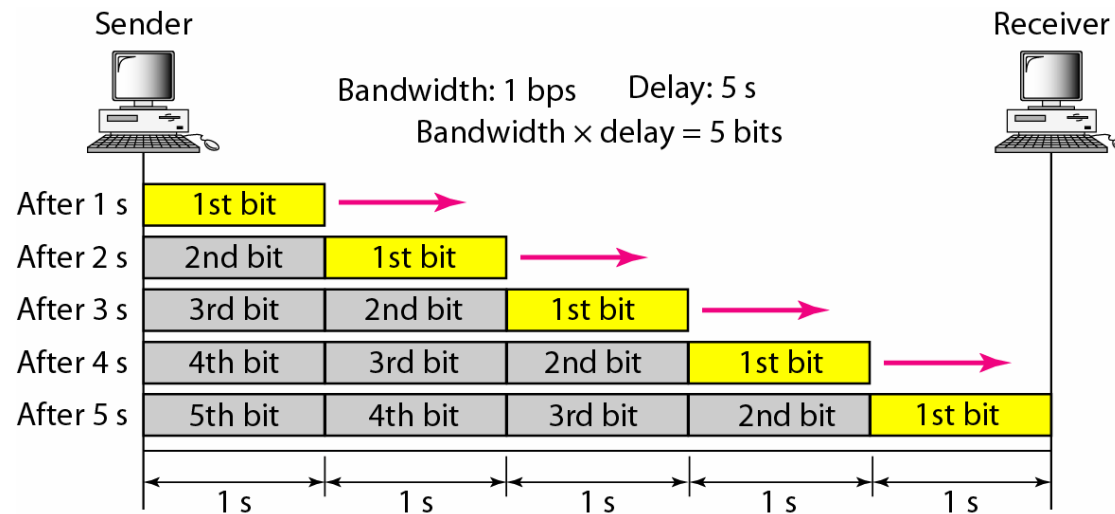 Sender
Receiver
Bandwidth: 1 bps Delay: 5 s
Bandwidth × delay = 5 bits
After 1 s 1st bit
After 2 s 2nd bit 1st bit
After 3 s 3rd bit 2nd bit 1st bit
After 4 s 4th bit 3rd bit 2nd bit 1st bit
After 5 s 5th bit 4th bit 3rd bit 2nd bit 1st bit
1 s 1 s 1 s 1 s 1 s